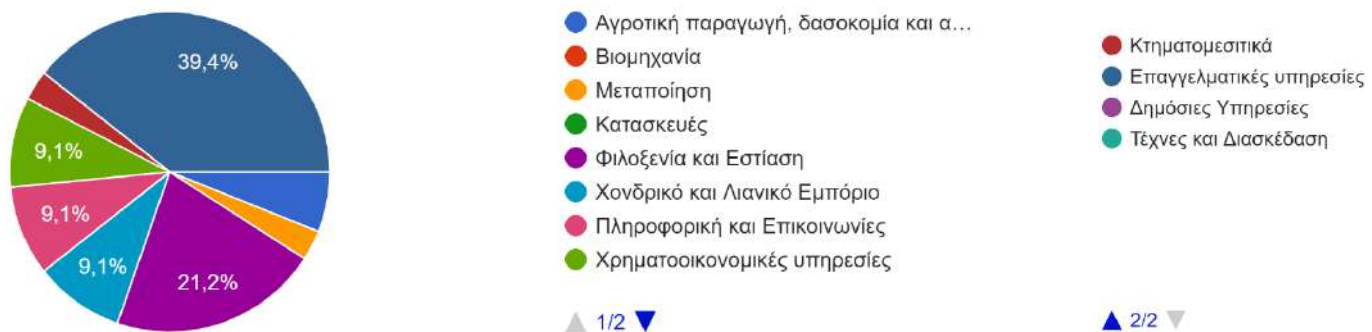 39,4%
9,1%
9,1%
9,1%
21,2%
Αγροτική παραγωγή, δασοκομία και α…
Βιομηχανία
Μεταποίηση
Κατασκευές
Φιλοξενία και Εστίαση
Χονδρικό και Λιανικό Εμπόριο
Πληροφορική και Επικοινωνίες
Χρηματοοικονομικές υπηρεσίες
1/2
Κτηματομεσιτικά
Επαγγελματικές υπηρεσίες
Δημόσιες Υπηρεσίες
Τέχνες και Διασκέδαση
2/2